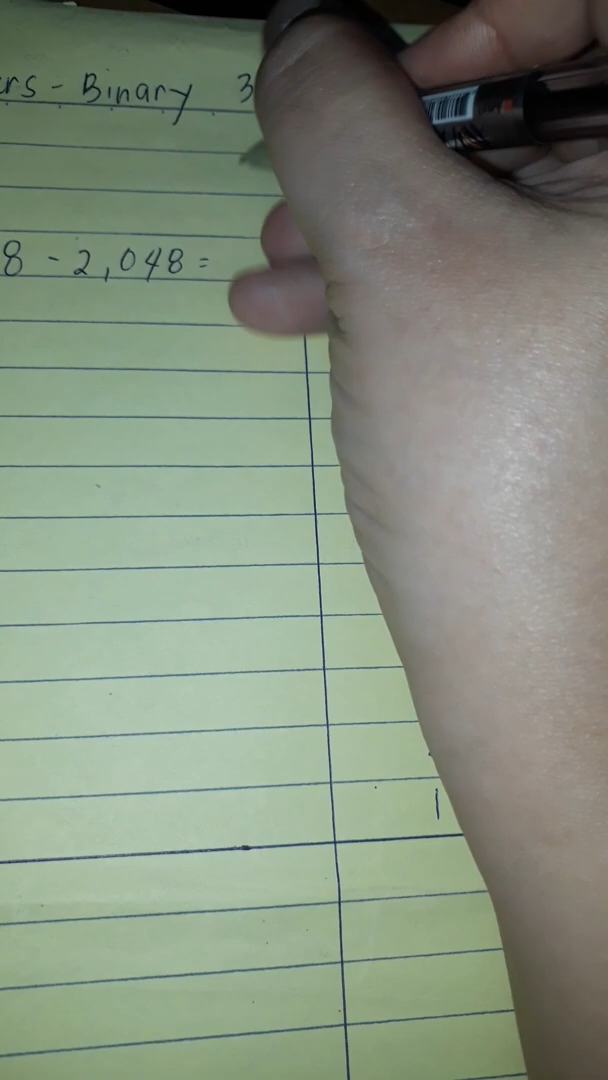 rs - Binary 3
8 - 2,048 =
1